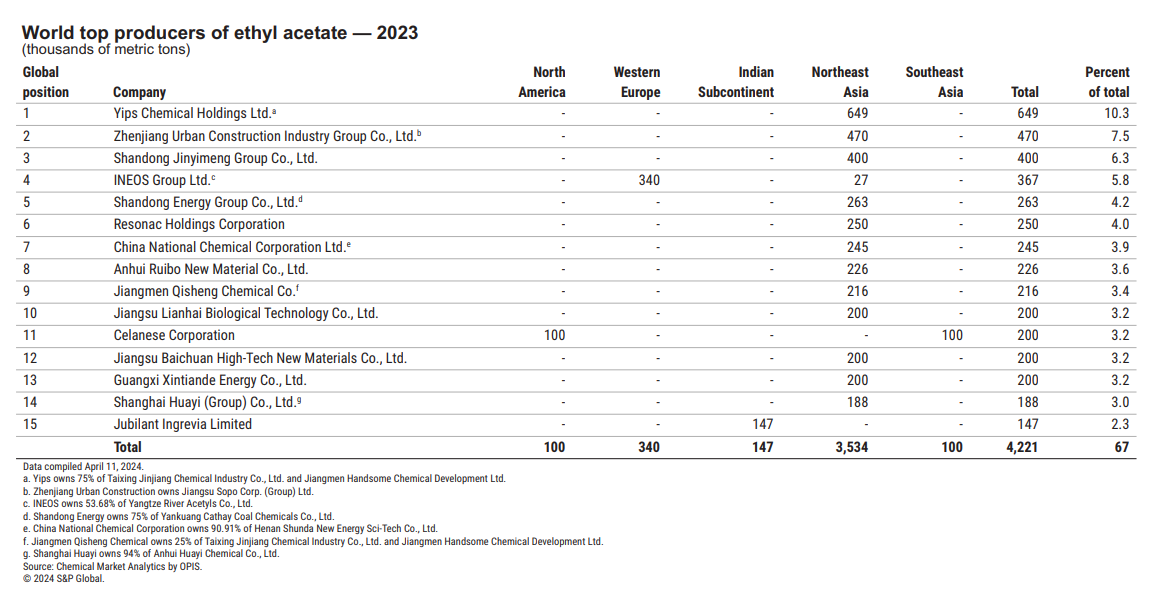 World top producers of ethyl acetate — 2023
(thousands of metric tons)
Global position Company North America Western Europe Indian Subcontinent Northeast Asia Southeast Asia Total Percent of total
1 Yips Chemical Holdings Ltd.ᵃ - - - 649 - 649 10.3
2 Zhenjiang Urban Construction Industry Group Co., Ltd.ᵇ - - - 470 - 470 7.5
3 Shandong Jinyimeng Group Co., Ltd. - - - 400 - 400 6.3
4 INEOS Group Ltd.ᶜ - 340 - 27 - 367 5.8
5 Shandong Energy Group Co., Ltd.ᵈ - - - 263 - 263 4.2
6 Resonac Holdings Corporation - - - 250 - 250 4.0
7 China National Chemical Corporation Ltd.ᵉ - - - 245 - 245 3.9
8 Anhui Ruibo New Material Co., Ltd. - - - 226 - 226 3.6
9 Jiangmen Qisheng Chemical Co.ᶠ - - - 216 - 216 3.4
10 Jiangsu Lianhai Biological Technology Co., Ltd. - - - 200 - 200 3.2
11 Celanese Corporation 100 - - - 100 200 3.2
12 Jiangsu Baichuan High-Tech New Materials Co., Ltd. - - - 200 - 200 3.2
13 Guangxi Xintiande Energy Co., Ltd. - - - 200 - 200 3.2
14 Shanghai Huayi (Group) Co., Ltd.ᵍ - - - 188 - 188 3.0
15 Jubilant Ingrevia Limited - - 147 - - 147 2.3
Total 100 340 147 3,534 100 4,221 67
Data compiled April 11, 2024.
a. Yips owns 75% of Taixing Jinjiang Chemical Industry Co., Ltd. and Jiangmen Handsome Chemical Development Ltd.
b. Zhenjiang Urban Construction owns Jiangsu Sopo Corp. (Group) Ltd.
c. INEOS owns 53.68% of Yangtze River Acetyls Co., Ltd.
d. Shandong Energy owns 75% of Yankuang Cathay Coal Chemicals Co., Ltd.
e. China National Chemical Corporation owns 90.91% of Henan Shunda New Energy Sci-Tech Co., Ltd.
f. Jiangmen Qisheng Chemical owns 25% of Taixing Jinjiang Chemical Industry Co., Ltd. and Jiangmen Handsome Chemical Development Ltd.
g. Shanghai Huayi owns 94% of Anhui Huayi Chemical Co., Ltd.
Source: Chemical Market Analytics by OPIS.
© 2024 S&P Global.